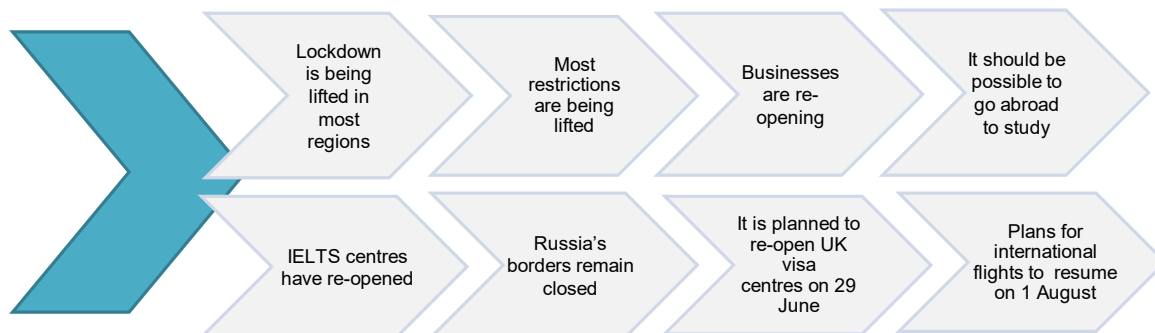 Lockdown
is being
lifted in
most
regions
Most
restrictions
are being
lifted
Businesses
are re-
opening
It should be
possible to
go abroad
to study
IELTS centres
have re-opened
Russia’s
borders remain
closed
It is planned to
re-open UK
visa
centres on 29
June
Plans for
international
flights to resume
on 1 August